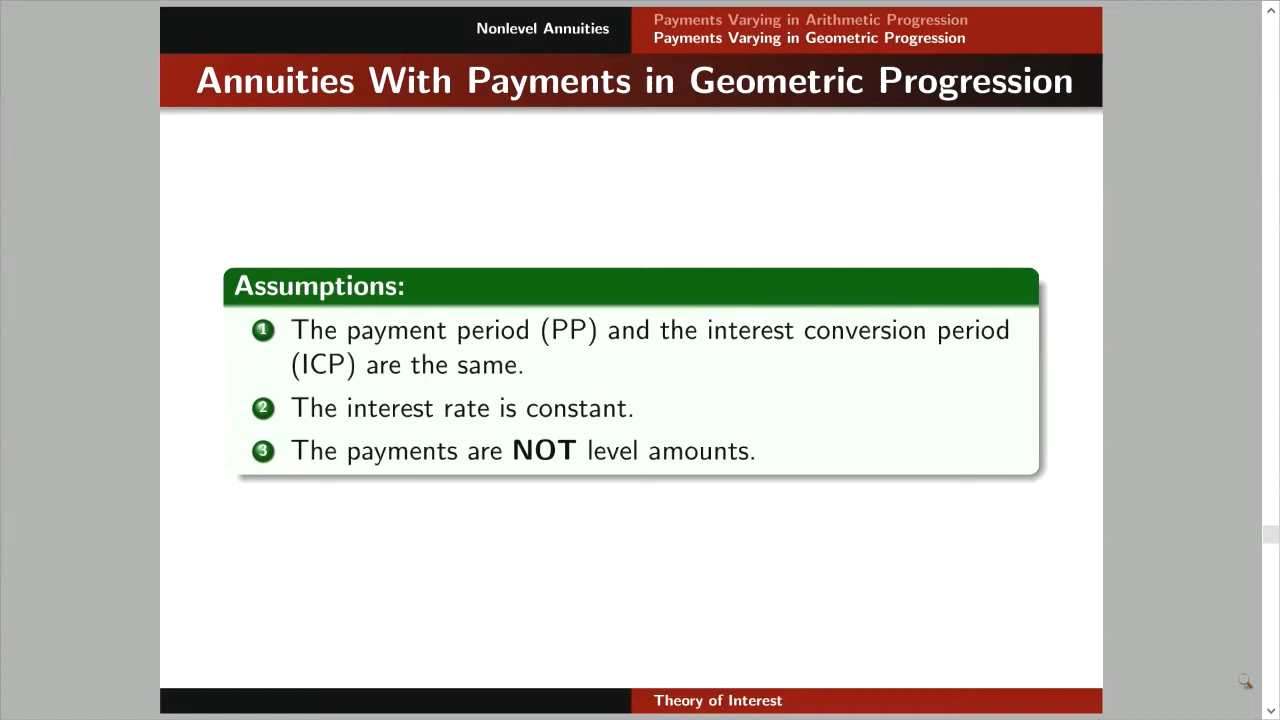 Nonlevel Annuities
Payments Varying in Arithmetic Progression
Payments Varying in Geometric Progression
Annuities With Payments in Geometric Progression
Assumptions:
1 The payment period (PP) and the interest conversion period
(ICP) are the same.
2 The interest rate is constant.
3 The payments are NOT level amounts.
Theory of Interest